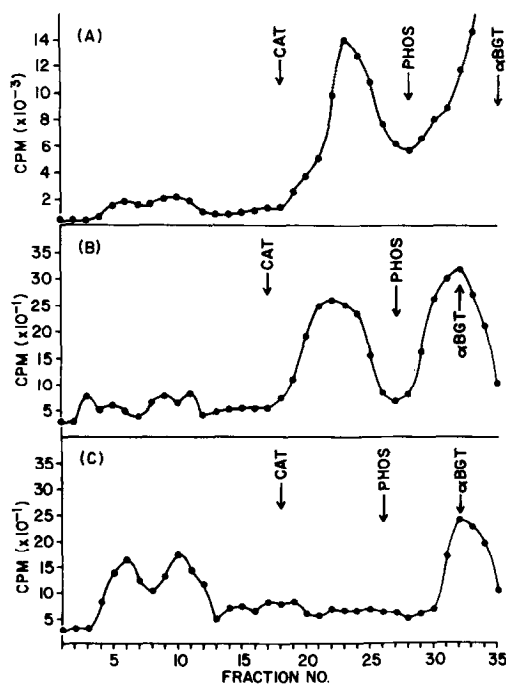 (A)
CAT
PHOS
αBGT
14
12
10
8
6
4
2
CPM (x10⁻³)
(B)
CAT
PHOS
αBGT
35
30
25
20
15
10
5
CPM (x10⁻¹)
(C)
CAT
PHOS
αBGT
35
30
25
20
15
10
5
CPM (x10⁻¹)
5 10 15 20 25 30 35
FRACTION NO.